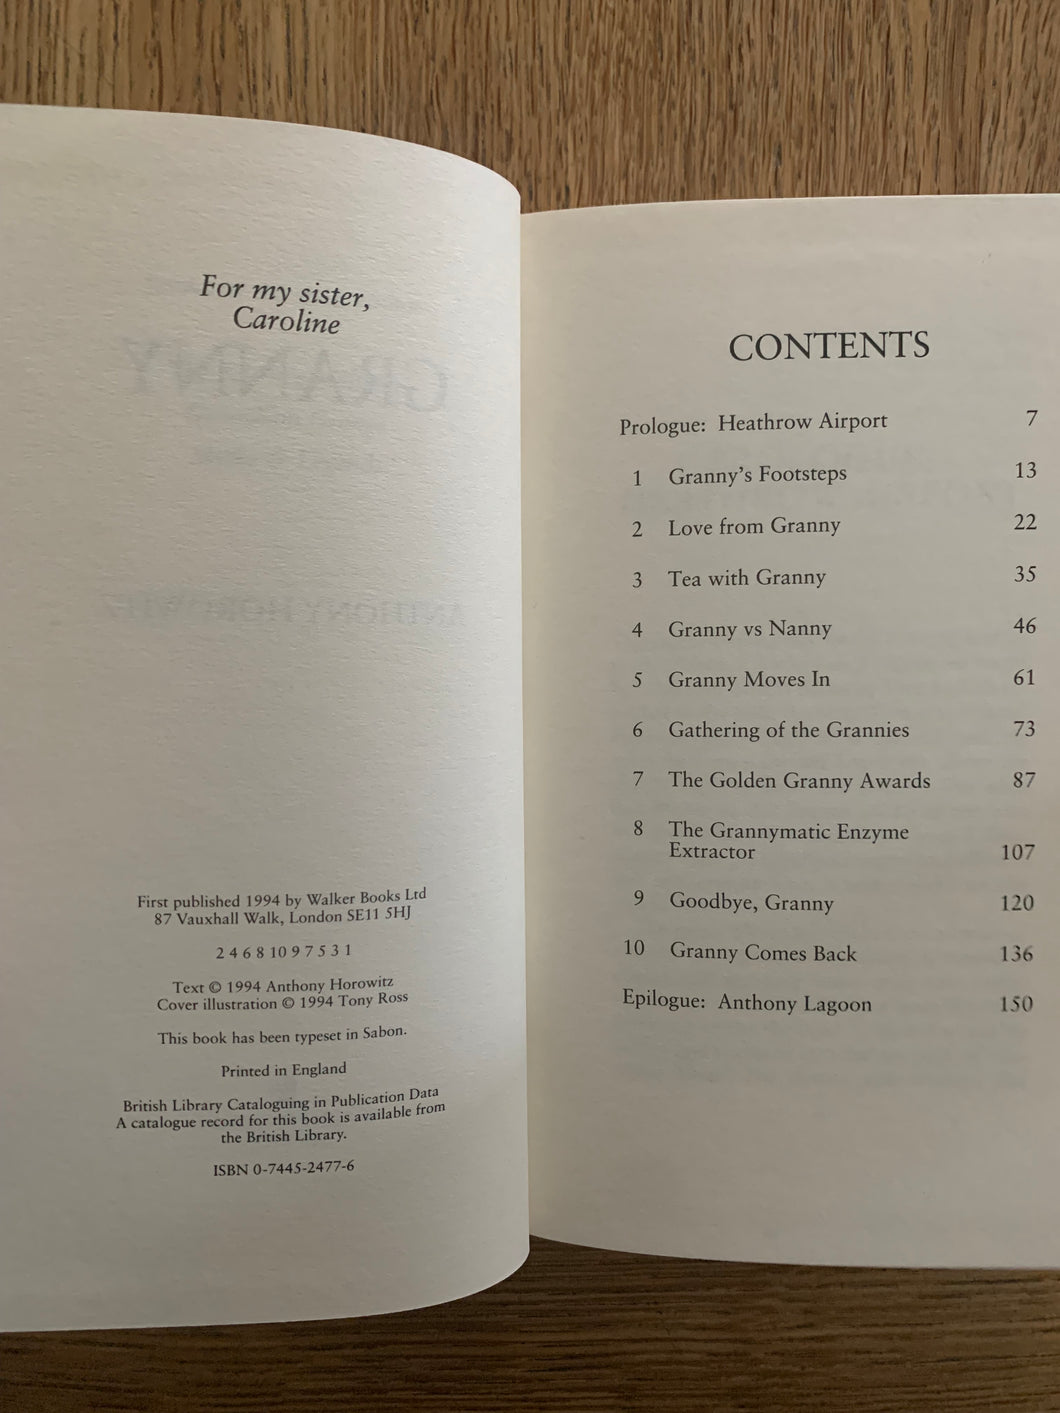 For my sister,
Caroline
GRANNY
ANTHONY HOROWITZ
First published 1994 by Walker Books Ltd
87 Vauxhall Walk, London SE11 5HJ
2 4 6 8 10 9 7 5 3 1
Text © 1994 Anthony Horowitz
Cover illustration © 1994 Tony Ross
This book has been typeset in Sabon.
Printed in England
British Library Cataloguing in Publication Data
A catalogue record for this book is available from
the British Library.
ISBN 0-7445-2477-6
CONTENTS
Prologue: Heathrow Airport 7
1 Granny's Footsteps 13
2 Love from Granny 22
3 Tea with Granny 35
4 Granny vs Nanny 46
5 Granny Moves In 61
6 Gathering of the Grannies 73
7 The Golden Granny Awards 87
8 The Grannymatic Enzyme
Extractor 107
9 Goodbye, Granny 120
10 Granny Comes Back 136
Epilogue: Anthony Lagoon 150